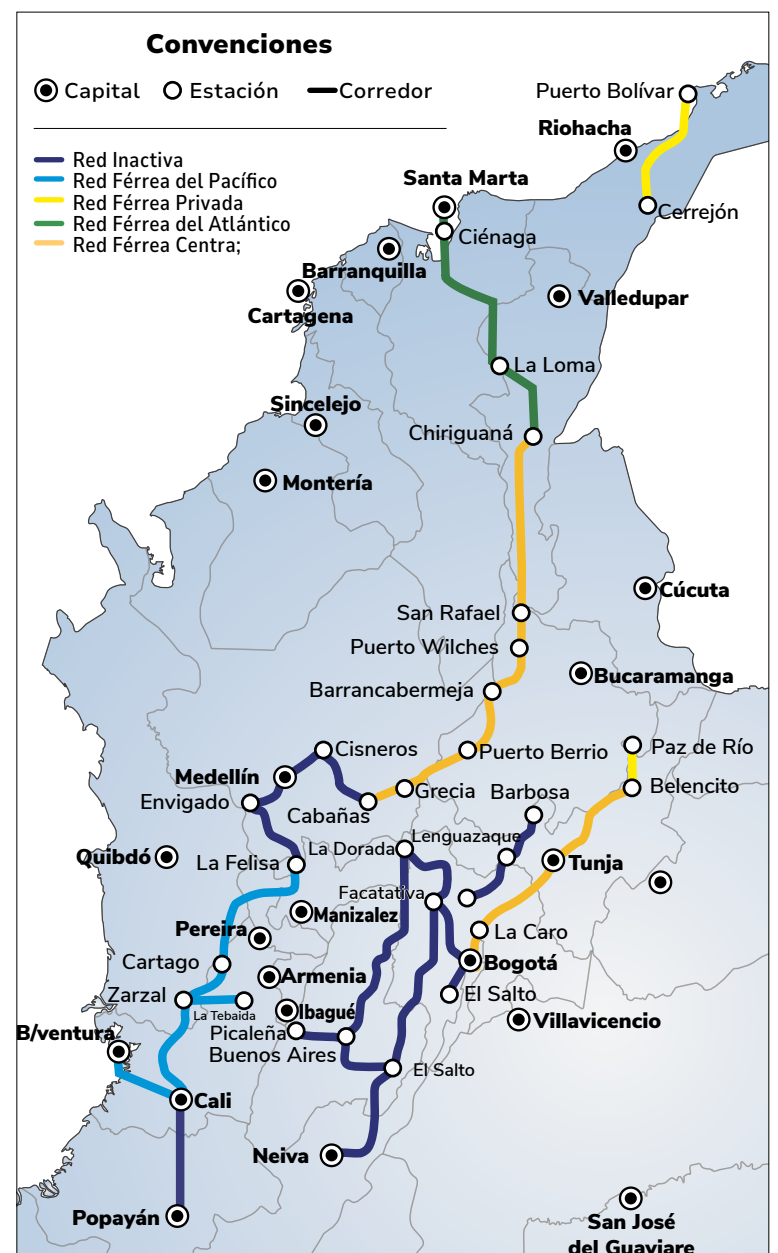 Convenciones
Capital
Estación
Corredor
Red Inactiva
Red Férrea del Pacífico
Red Férrea Privada
Red Férrea del Atlántico
Red Férrea Centra;
Puerto Bolívar
Riohacha
Santa Marta
Cerrejón
Ciénaga
Barranquilla
Valledupar
Cartagena
La Loma
Sincelejo
Chiriguaná
Montería
Cúcuta
San Rafael
Puerto Wilches
Bucaramanga
Barrancabermeja
Cisneros
Puerto Berrio
Paz de Río
Medellín
Grecia
Barbosa
Belencito
Envigado
Cabañas
Lenguazaque
La Dorada
Quibdó
La Felisa
Tunja
Facatativa
Manizalez
Pereira
La Caro
Cartago
Bogotá
Armenia
Zarzal
El Salto
La Tebaida
Ibagué
Villavicencio
B/ventura
Picaleña
Buenos Aires
El Salto
Cali
Neiva
Popayán
San José
del Guaviare